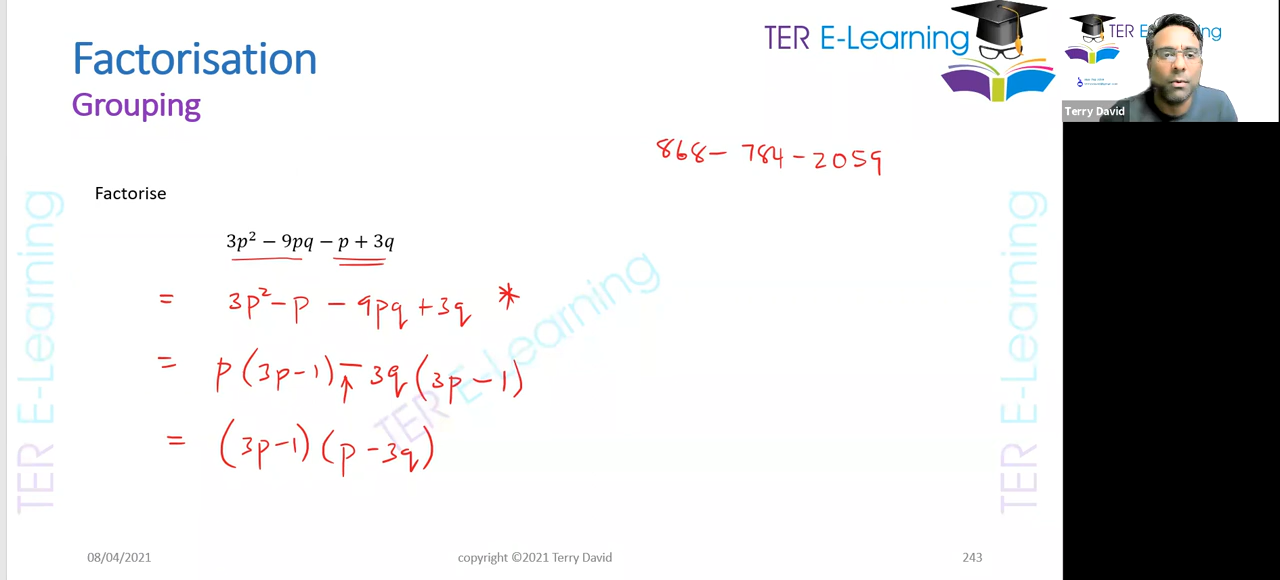 Factorisation
Grouping
TER E-Learning
TER E-Learning
Terry David
868-784-2059
Factorise
3p² − 9pq − p + 3q
= 3p² - p - 9pq + 3q *
= p(3p-1) - 3q(3p-1)
= (3p-1)(p-3q)
TER E-Learning
TER E-Learning
TER E-Learning
08/04/2021
copyright ©2021 Terry David
243